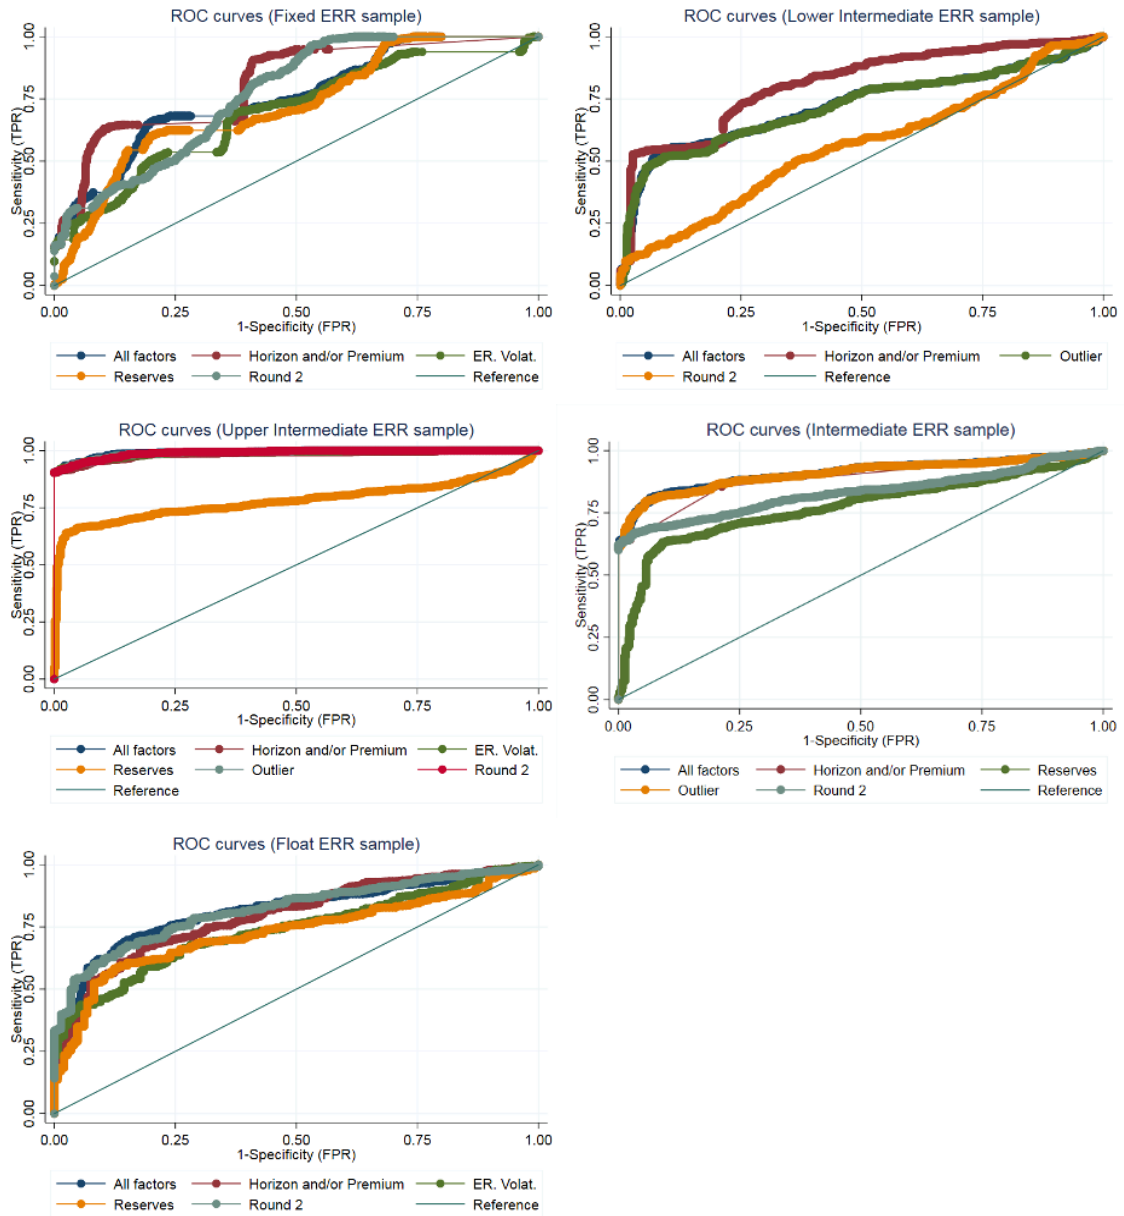 ROC curves (Fixed ERR sample)
Sensitivity (TPR)
0.00 0.25 0.50 0.75 1.00
0.00 0.25 0.50 0.75 1.00
1-Specificity (FPR)
All factors Horizon and/or Premium ER. Volat.
Reserves Round 2 Reference
ROC curves (Lower Intermediate ERR sample)
Sensitivity (TPR)
0.00 0.25 0.50 0.75 1.00
0.00 0.25 0.50 0.75 1.00
1-Specificity (FPR)
All factors Horizon and/or Premium Outlier
Round 2 Reference
ROC curves (Upper Intermediate ERR sample)
Sensitivity (TPR)
0.00 0.25 0.50 0.75 1.00
0.00 0.25 0.50 0.75 1.00
1-Specificity (FPR)
All factors Horizon and/or Premium ER. Volat.
Reserves Outlier Round 2
Reference
ROC curves (Intermediate ERR sample)
Sensitivity (TPR)
0.00 0.25 0.50 0.75 1.00
0.00 0.25 0.50 0.75 1.00
1-Specificity (FPR)
All factors Horizon and/or Premium Reserves
Outlier Round 2 Reference
ROC curves (Float ERR sample)
Sensitivity (TPR)
0.00 0.25 0.50 0.75 1.00
0.00 0.25 0.50 0.75 1.00
1-Specificity (FPR)
All factors Horizon and/or Premium ER. Volat.
Reserves Round 2 Reference